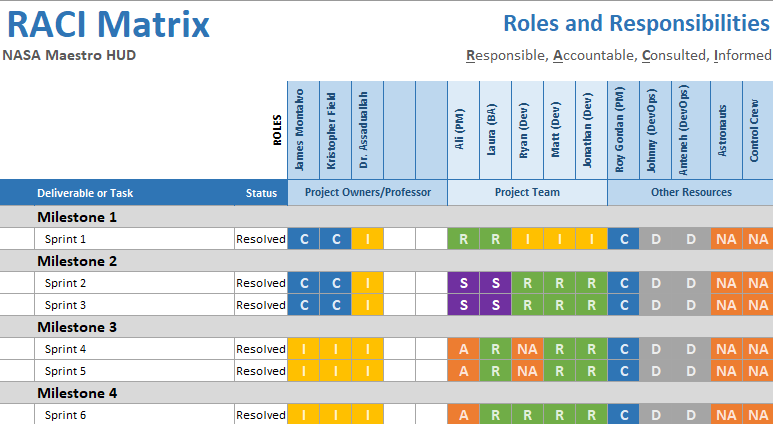 RACI Matrix
Roles and Responsibilities
NASA Maestro HUD
Responsible, Accountable, Consulted, Informed
ROLES
James Montalvo
Kristopher Field
Dr. Assaduallah
Ali (PM)
Laura (BA)
Ryan (Dev)
Matt (Dev)
Jonathan (Dev)
Roy Gordan (PM)
Johnny (DevOps)
Anteneh (DevOps)
Astronauts
Control Crew
Deliverable or Task Status Project Owners/Professor Project Team Other Resources
Milestone 1
Sprint 1 Resolved C C I R R I I I C D D NA NA
Milestone 2
Sprint 2 Resolved C C I S S R R R C D D NA NA
Sprint 3 Resolved C C I S S R R R C D D NA NA
Milestone 3
Sprint 4 Resolved I I I A R NA R R C D D NA NA
Sprint 5 Resolved I I I A R NA R R C D D NA NA
Milestone 4
Sprint 6 Resolved I I I A R R R R C D D NA NA